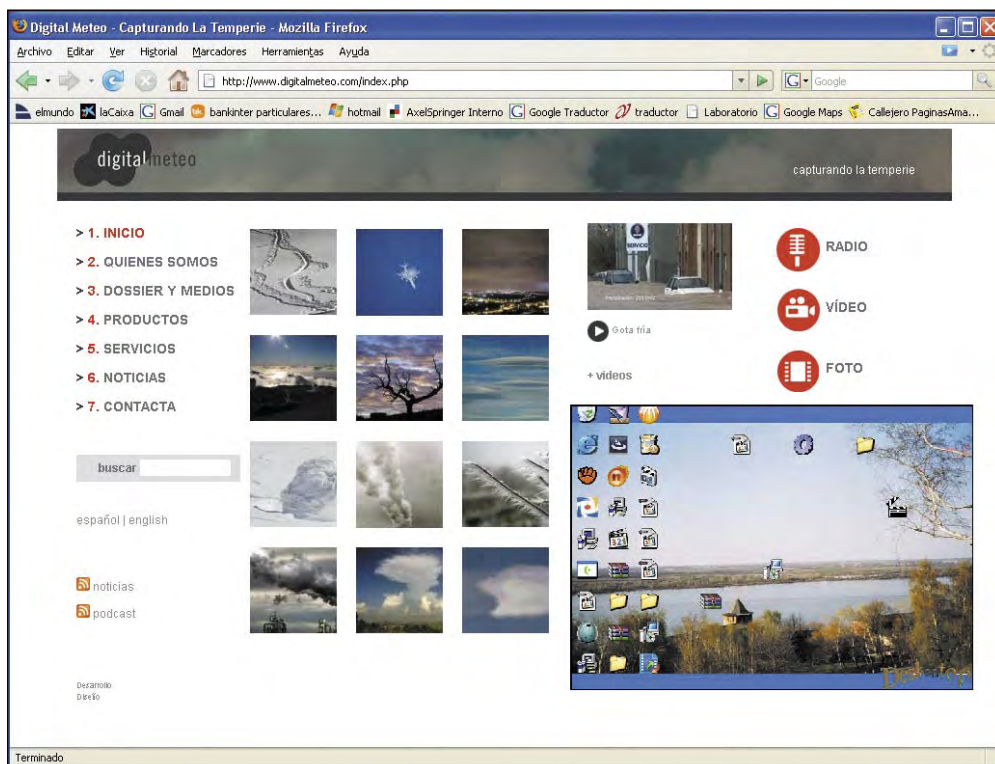 Digital Meteo - Capturando La Temperie - Mozilla Firefox
Archivo Editar Ver Historial Marcadores Herramientas Ayuda
http://www.digitalmeteo.com/index.php
Google
elmundo laCaixa Gmail bankinter particulares... hotmail AxelSpringer Interno Google Traductor traductor Laboratorio Google Maps Callejero PaginasAma...
digitalmeteo
capturando la temperie
> 1. INICIO
> 2. QUIENES SOMOS
> 3. DOSSIER Y MEDIOS
> 4. PRODUCTOS
> 5. SERVICIOS
> 6. NOTICIAS
> 7. CONTACTA
buscar
español | english
noticias
podcast
Desarrollo
Diseño
SERVICIO
Gota fría
+ videos
RADIO
VÍDEO
FOTO
321
Terminado